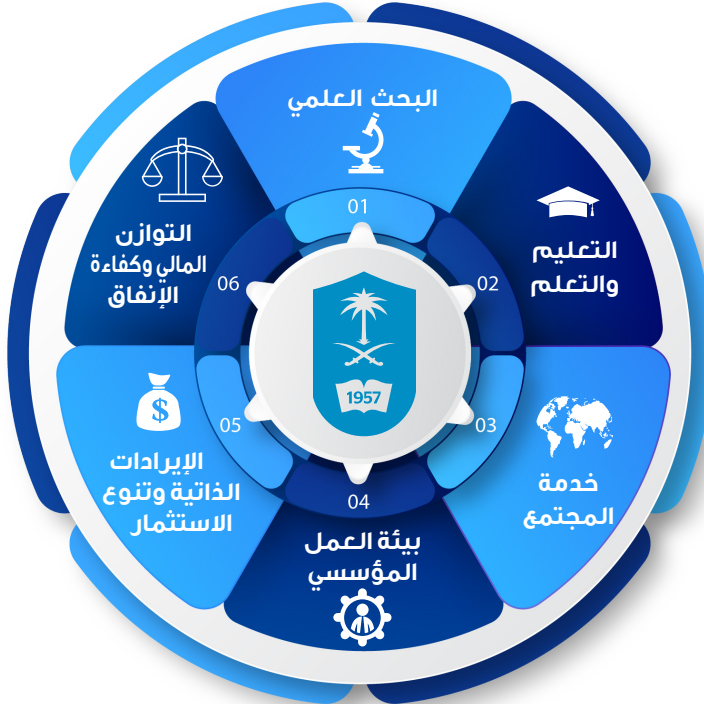 البحث العلمي
01
التعليم
والتعلم
02
خدمة
المجتمع
03
بيئة العمل
المؤسسي
04
الإيرادات
الذاتية وتنوع
الاستثمار
05
التوازن
المالي وكفاءة
الإنفاق
06
1957
$